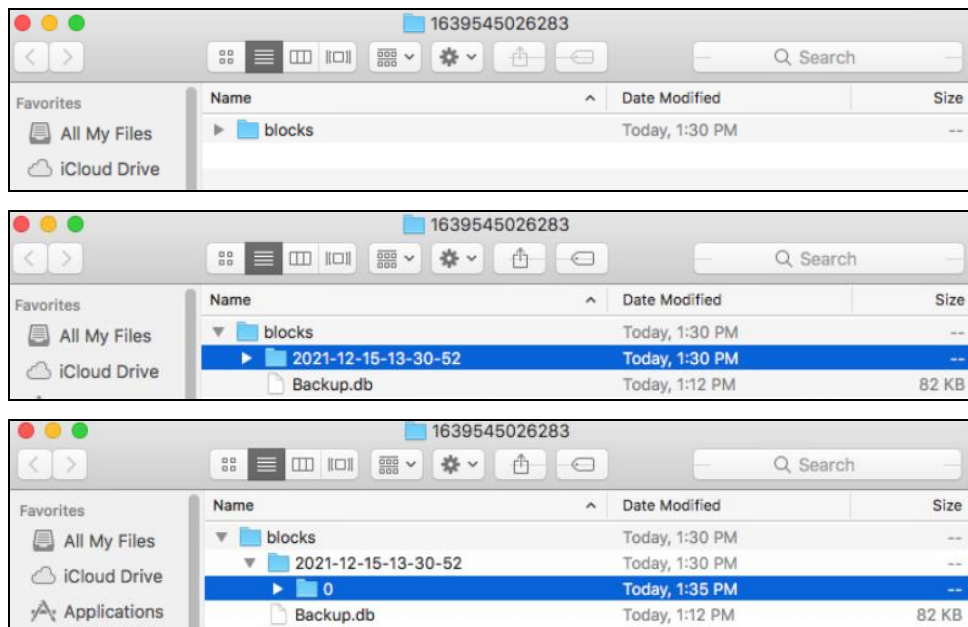 1639545026283
Search
Favorites
Name Date Modified Size
All My Files
blocks Today, 1:30 PM --
iCloud Drive
1639545026283
Search
Favorites
Name Date Modified Size
All My Files
blocks Today, 1:30 PM --
2021-12-15-13-30-52 Today, 1:30 PM --
iCloud Drive
Backup.db Today, 1:12 PM 82 KB
1639545026283
Search
Favorites
Name Date Modified Size
All My Files
blocks Today, 1:30 PM --
2021-12-15-13-30-52 Today, 1:30 PM --
iCloud Drive
0 Today, 1:35 PM --
Applications
Backup.db Today, 1:12 PM 82 KB